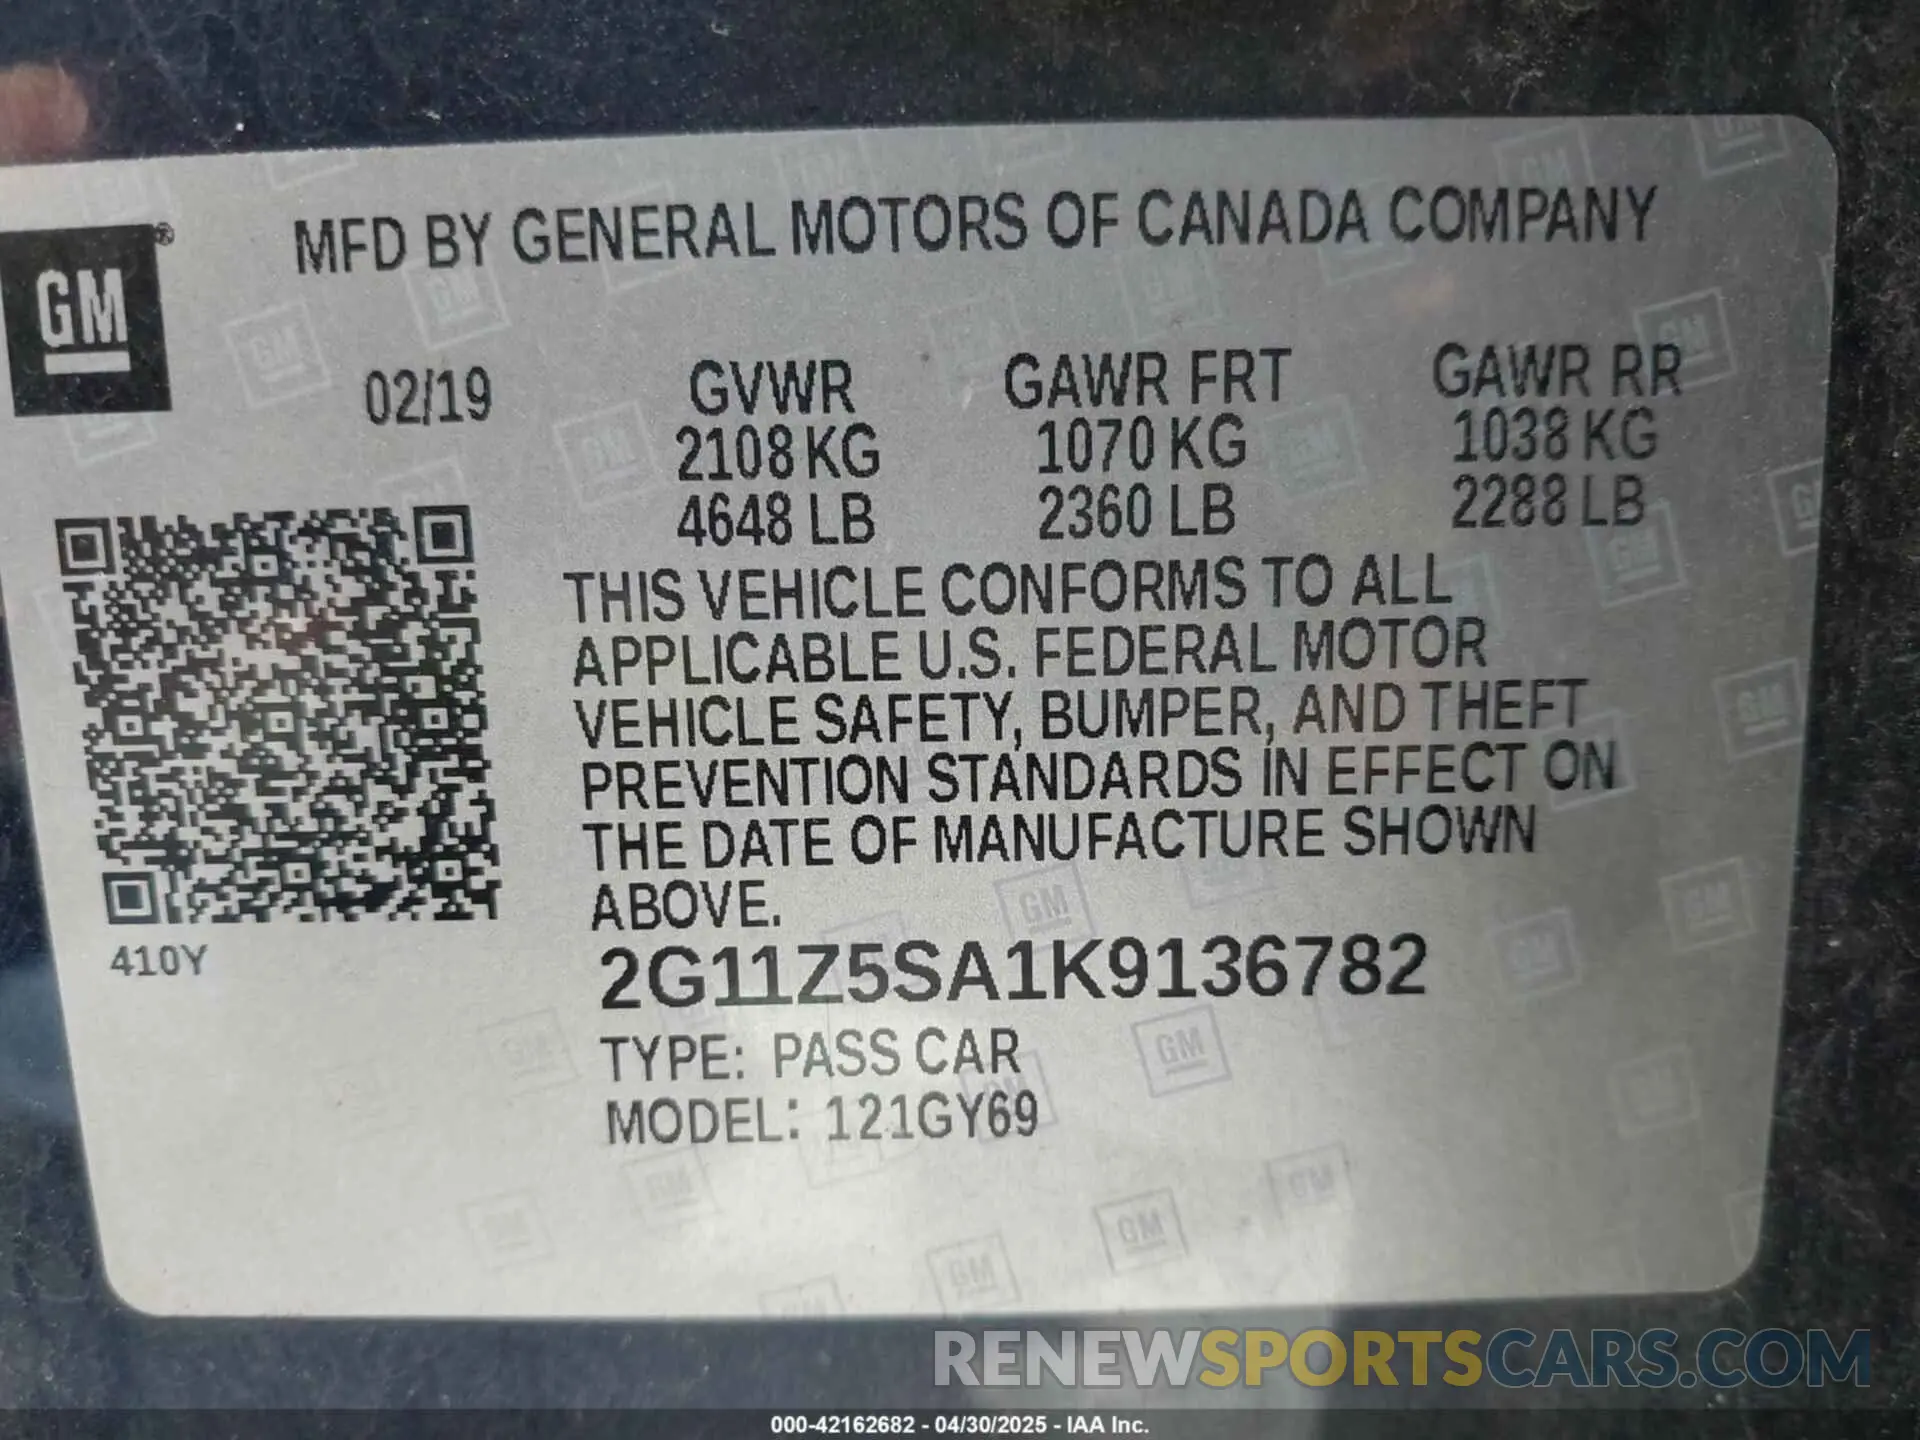 MFD BY GENERAL MOTORS OF CANADA COMPANY
GM®
02/19
GVWR GAWR FRT GAWR RR
2108 KG 1070 KG 1038 KG
4648 LB 2360 LB 2288 LB
THIS VEHICLE CONFORMS TO ALL
APPLICABLE U.S. FEDERAL MOTOR
VEHICLE SAFETY, BUMPER, AND THEFT
PREVENTION STANDARDS IN EFFECT ON
THE DATE OF MANUFACTURE SHOWN
ABOVE.
410Y
2G11Z5SA1K9136782
TYPE: PASS CAR
MODEL: 121GY69
RENEWSPORTSCARS.COM
000-42162682 - 04/30/2025 - IAA Inc.